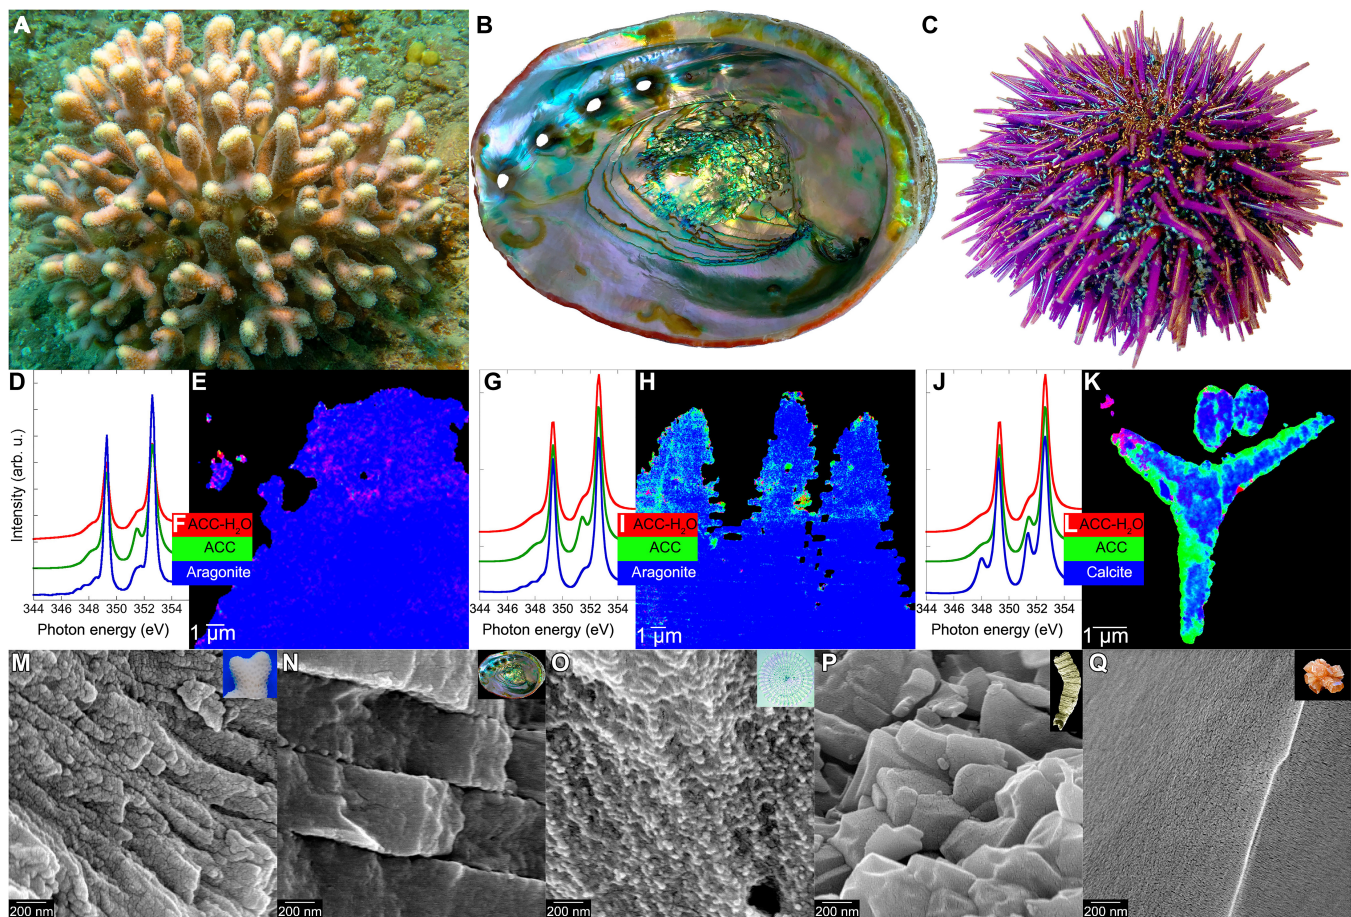 A
B
C
D
E
G
H
J
K
Intensity (arb. u.)
F ACC-H₂O
ACC
Aragonite
I ACC-H₂O
ACC
Aragonite
L ACC-H₂O
ACC
Calcite
344 346 348 350 352 354
344 346 348 350 352 354
344 346 348 350 352 354
Photon energy (eV)
1 µm
Photon energy (eV)
1 µm
Photon energy (eV)
1 µm
M
N
O
P
Q
200 nm
200 nm
200 nm
200 nm
200 nm